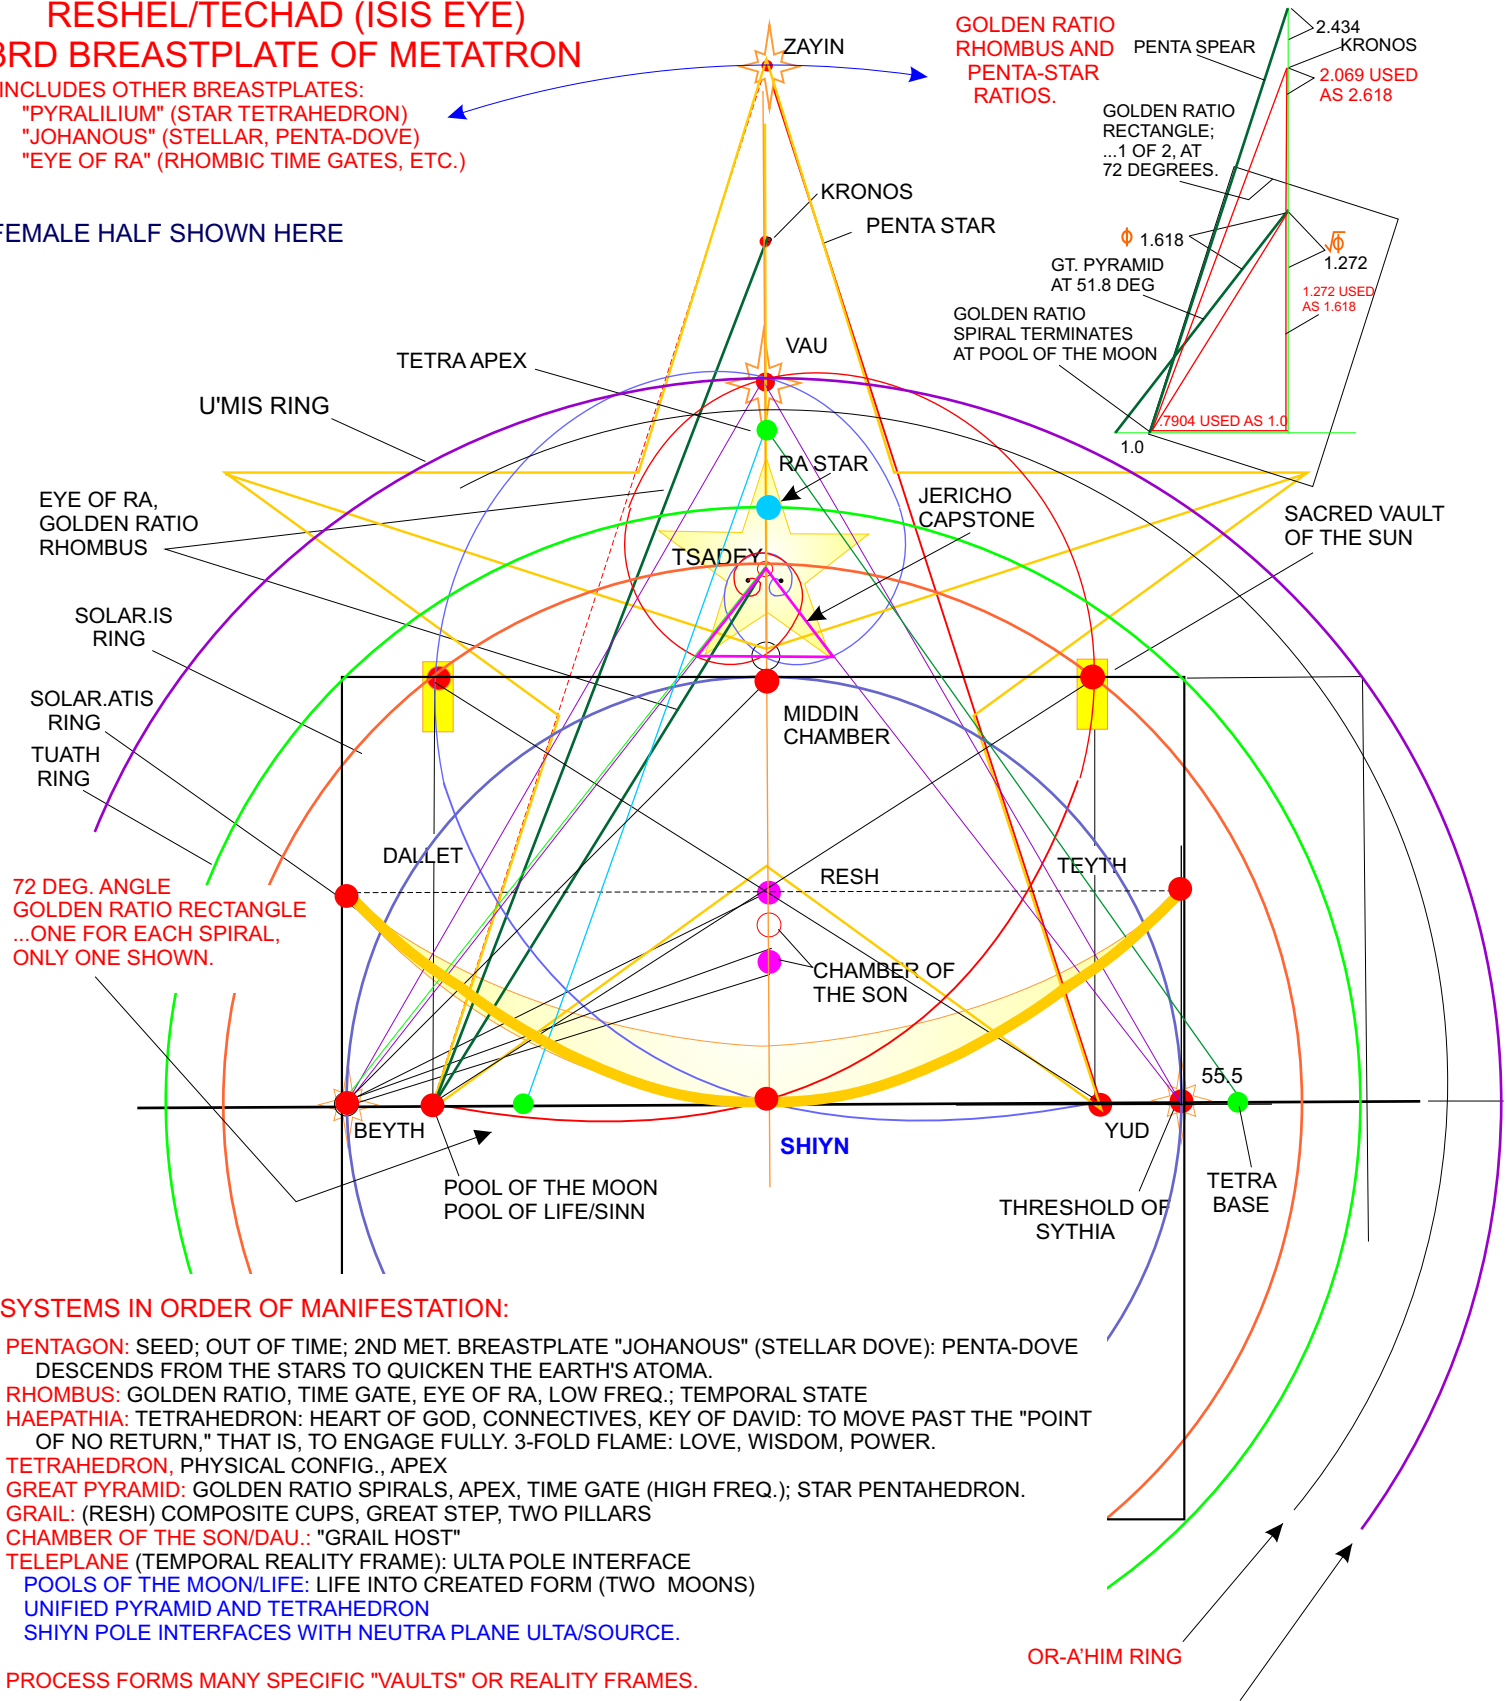 RESHEL/TECHAD (ISIS EYE)
3RD BREASTPLATE OF METATRON
INCLUDES OTHER BREASTPLATES:
"PYRALILIUM" (STAR TETRAHEDRON)
"JOHANOUS" (STELLAR, PENTA-DOVE)
"EYE OF RA" (RHOMBIC TIME GATES, ETC.)
FEMALE HALF SHOWN HERE
ZAYIN
KRONOS
PENTA STAR
VAU
TETRA APEX
U'MIS RING
RA STAR
JERICHO
CAPSTONE
TSADEY
EYE OF RA,
GOLDEN RATIO
RHOMBUS
SOLAR.IS
RING
SOLAR.ATIS
RING
TUATH
RING
SACRED VAULT
OF THE SUN
MIDDIN
CHAMBER
DALLET
RESH
TEYTH
CHAMBER OF
THE SON
72 DEG. ANGLE
GOLDEN RATIO RECTANGLE
...ONE FOR EACH SPIRAL,
ONLY ONE SHOWN.
BEYTH
SHIYN
YUD
55.5
POOL OF THE MOON
POOL OF LIFE/SINN
THRESHOLD OF
SYTHIA
TETRA
BASE
GOLDEN RATIO
RHOMBUS AND
PENTA-STAR
RATIOS.
PENTA SPEAR
2.434
KRONOS
2.069 USED
AS 2.618
GOLDEN RATIO
RECTANGLE;
...1 OF 2, AT
72 DEGREES.
ϕ 1.618
√ϕ
1.272
GT. PYRAMID
AT 51.8 DEG
1.272 USED
AS 1.618
GOLDEN RATIO
SPIRAL TERMINATES
AT POOL OF THE MOON
.7904 USED AS 1.0
1.0
SYSTEMS IN ORDER OF MANIFESTATION:
PENTAGON: SEED; OUT OF TIME; 2ND MET. BREASTPLATE "JOHANOUS" (STELLAR DOVE): PENTA-DOVE
DESCENDS FROM THE STARS TO QUICKEN THE EARTH'S ATOMA.
RHOMBUS: GOLDEN RATIO, TIME GATE, EYE OF RA, LOW FREQ.; TEMPORAL STATE
HAEPATHIA: TETRAHEDRON: HEART OF GOD, CONNECTIVES, KEY OF DAVID: TO MOVE PAST THE "POINT
OF NO RETURN," THAT IS, TO ENGAGE FULLY. 3-FOLD FLAME: LOVE, WISDOM, POWER.
TETRAHEDRON, PHYSICAL CONFIG., APEX
GREAT PYRAMID: GOLDEN RATIO SPIRALS, APEX, TIME GATE (HIGH FREQ.); STAR PENTAHEDRON.
GRAIL: (RESH) COMPOSITE CUPS, GREAT STEP, TWO PILLARS
CHAMBER OF THE SON/DAU.: "GRAIL HOST"
TELEPLANE (TEMPORAL REALITY FRAME): ULTA POLE INTERFACE
POOLS OF THE MOON/LIFE: LIFE INTO CREATED FORM (TWO MOONS)
UNIFIED PYRAMID AND TETRAHEDRON
SHIYN POLE INTERFACES WITH NEUTRA PLANE ULTA/SOURCE.
PROCESS FORMS MANY SPECIFIC "VAULTS" OR REALITY FRAMES.
OR-A'HIM RING